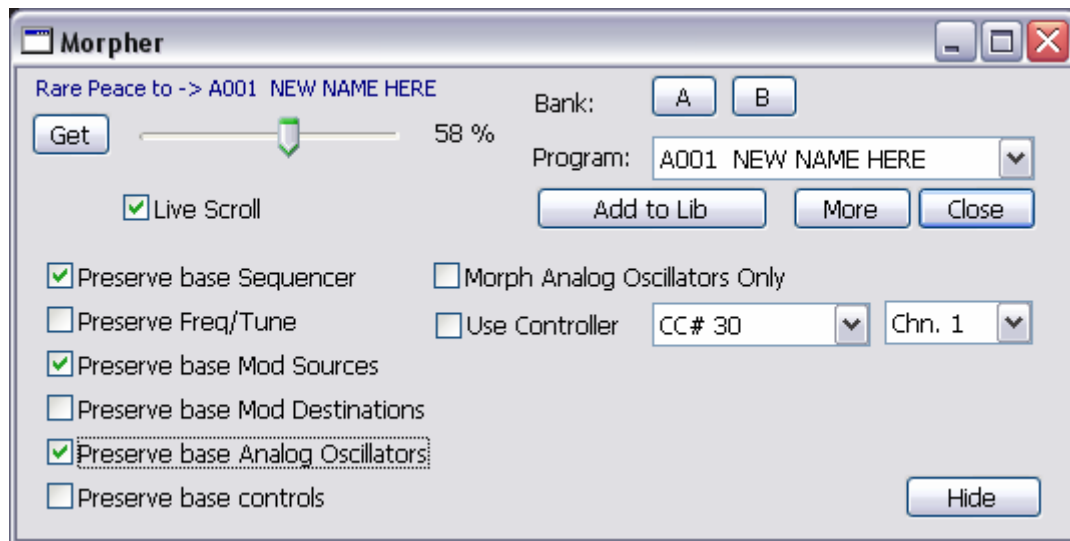 Morpher
Rare Peace to -> A001 NEW NAME HERE
Bank: A B
Get 58 %
Program: A001 NEW NAME HERE
Live Scroll
Add to Lib More Close
Preserve base Sequencer
Morph Analog Oscillators Only
Preserve Freq/Tune
Use Controller CC# 30 Chn. 1
Preserve base Mod Sources
Preserve base Mod Destinations
Preserve base Analog Oscillators
Preserve base controls
Hide